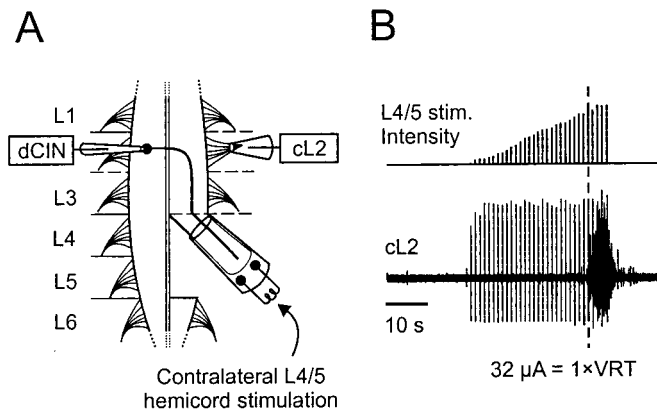 A
B
L1
dCIN
cL2
L3
L4
L5
L6
Contralateral L4/5
hemicord stimulation
L4/5 stim.
Intensity
cL2
10 s
32 µA = 1×VRT